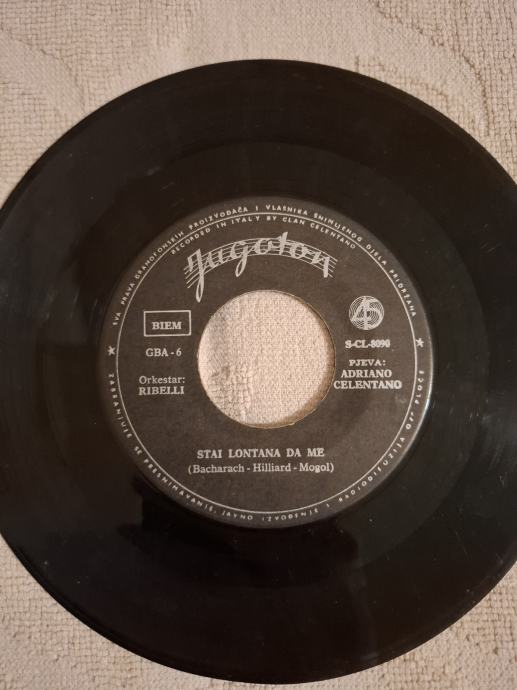 SVA PRAVA GRAMOFONSKIH PROIZVOĐAČA I VLASNIKA SNIMLJENOG DJELA PRIDRŽANA
RECORDED IN ITALY BY CLAN CELENTANO
Jugoton
BIEM
45
GBA - 6
S-CL-8090
Orkestar:
RIBELLI
PJEVA:
ADRIANO
CELENTANO
STAI LONTANA DA ME
(Bacharach - Hilliard - Mogol)
ZABRANJUJE SE PRESNIMAVANJE, JAVNO IZVOĐENJE I RADIODIFUZIJA OVE PLOČE